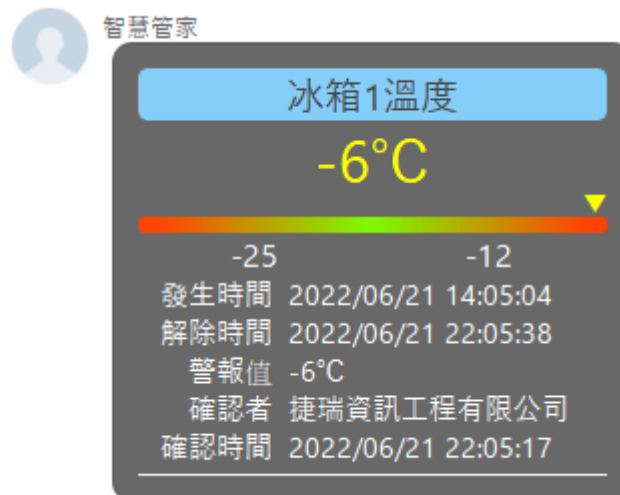 智慧管家
冰箱1溫度
-6°C
-25 -12
發生時間 2022/06/21 14:05:04
解除時間 2022/06/21 22:05:38
警報值 -6°C
確認者 捷瑞資訊工程有限公司
確認時間 2022/06/21 22:05:17